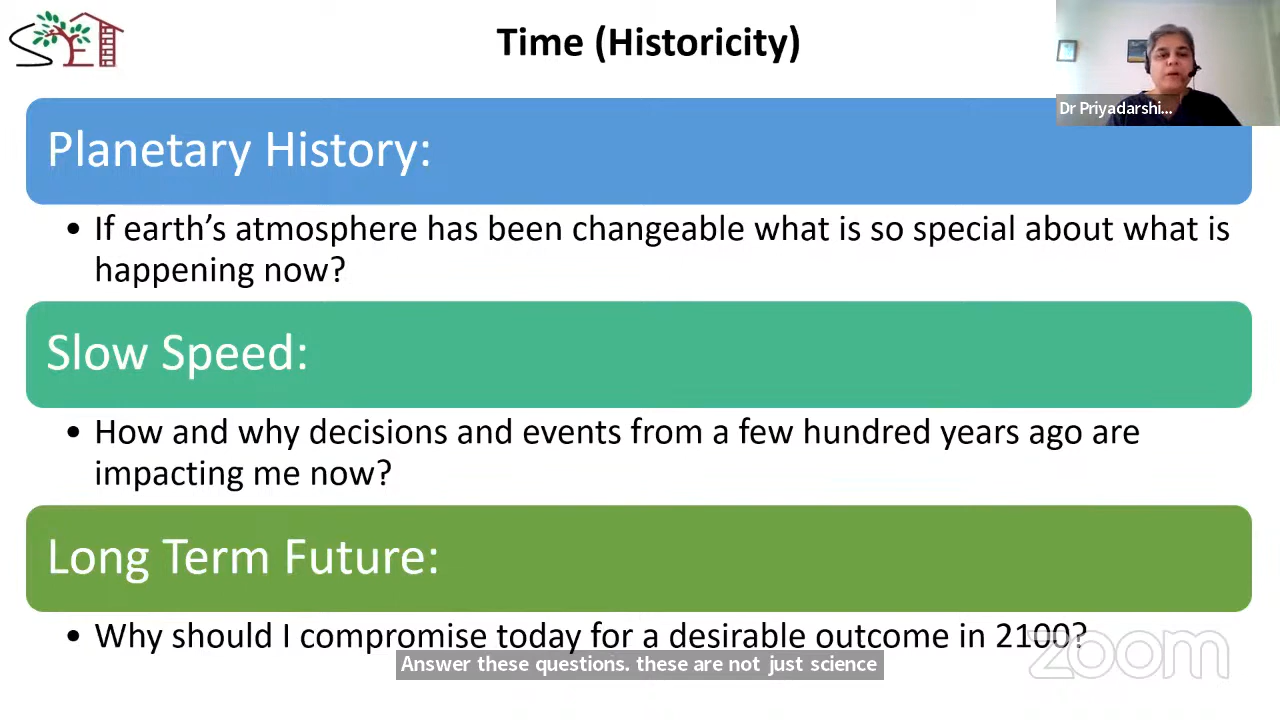 Time (Historicity)
Dr Priyadarshi...
Planetary History:
• If earth’s atmosphere has been changeable what is so special about what is
happening now?
Slow Speed:
• How and why decisions and events from a few hundred years ago are
impacting me now?
Long Term Future:
• Why should I compromise today for a desirable outcome in 2100?
Answer these questions. these are not just science
zoom